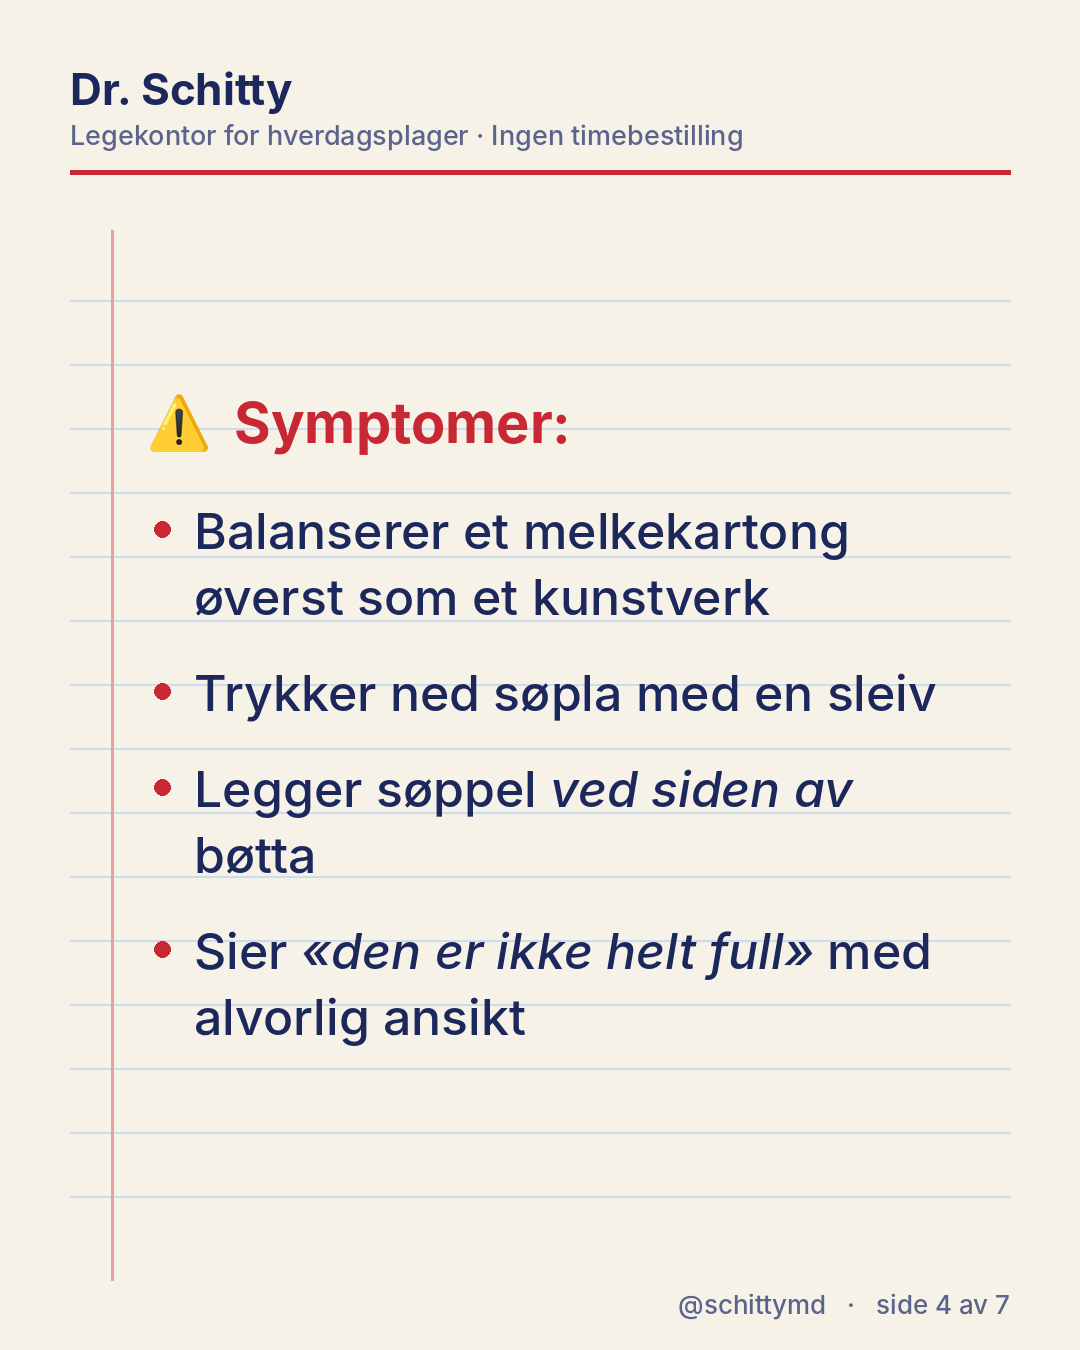 Dr. Schitty
Legekontor for hverdagsplager · Ingen timebestilling
⚠️ Symptomer:
• Balanserer et melkekartong
øverst som et kunstverk
• Trykker ned søpla med en sleiv
• Legger søppel ved siden av
bøtta
• Sier «den er ikke helt full» med
alvorlig ansikt
@schittymd · side 4 av 7